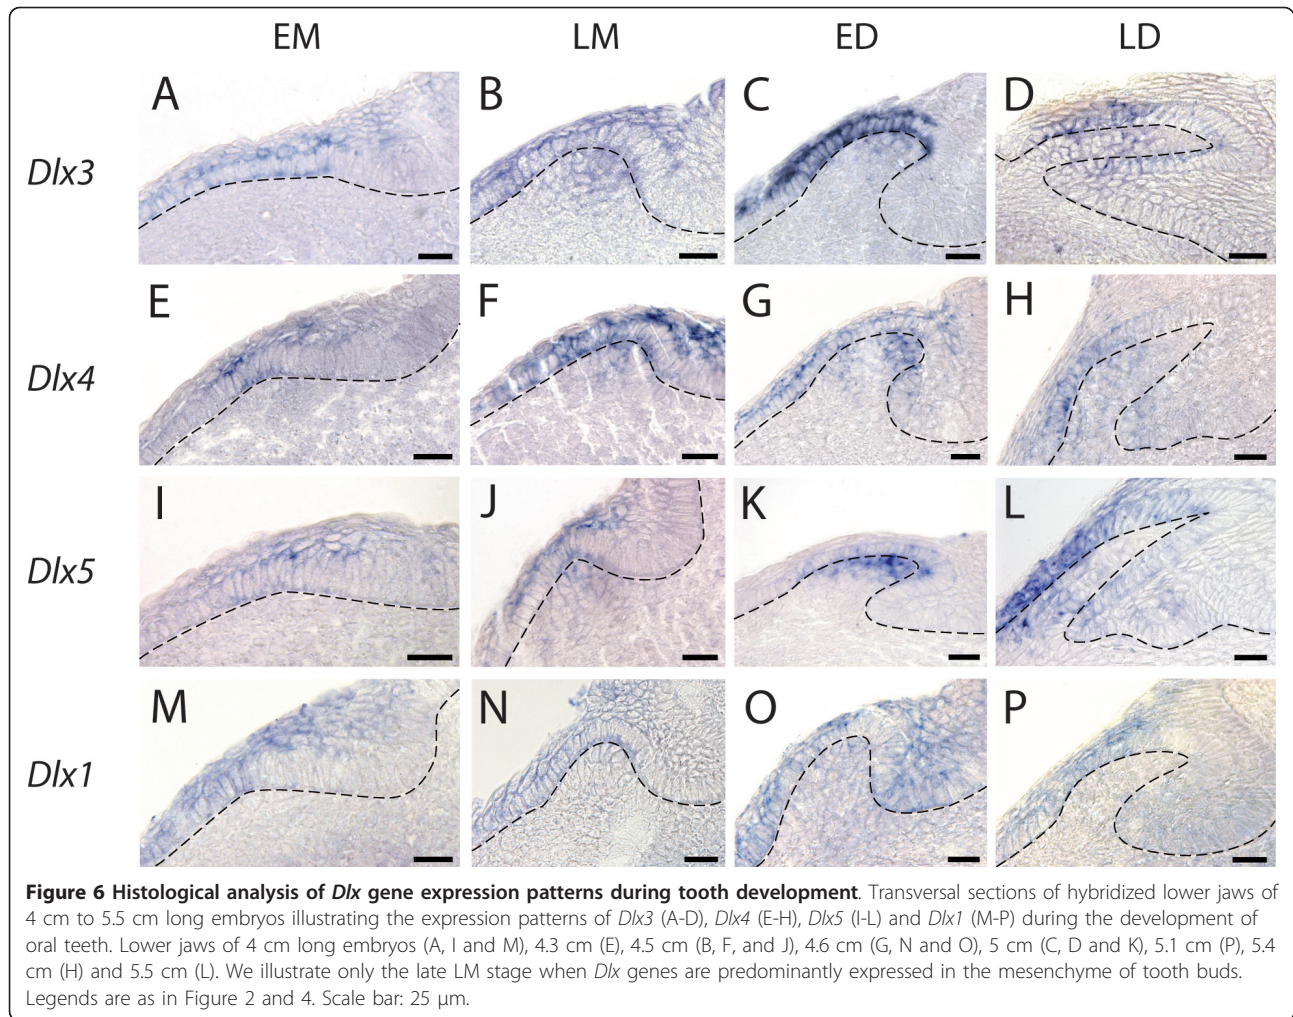 EM LM ED LD
A B C D
Dlx3
E F G H
Dlx4
I J K L
Dlx5
M N O P
Dlx1
Figure 6 Histological analysis of Dlx gene expression patterns during tooth development. Transversal sections of hybridized lower jaws of
4 cm to 5.5 cm long embryos illustrating the expression patterns of Dlx3 (A-D), Dlx4 (E-H), Dlx5 (I-L) and Dlx1 (M-P) during the development of
oral teeth. Lower jaws of 4 cm long embryos (A, I and M), 4.3 cm (E), 4.5 cm (B, F, and J), 4.6 cm (G, N and O), 5 cm (C, D and K), 5.1 cm (P), 5.4
cm (H) and 5.5 cm (L). We illustrate only the late LM stage when Dlx genes are predominantly expressed in the mesenchyme of tooth buds.
Legends are as in Figure 2 and 4. Scale bar: 25 μm.